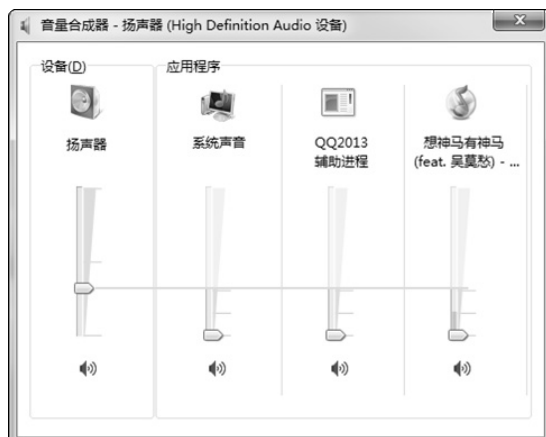 音量合成器 - 扬声器 (High Definition Audio 设备)
设备(D)
应用程序
扬声器
系统声音
QQ2013
辅助进程
想神马有神马
(feat. 吴莫愁) - ...